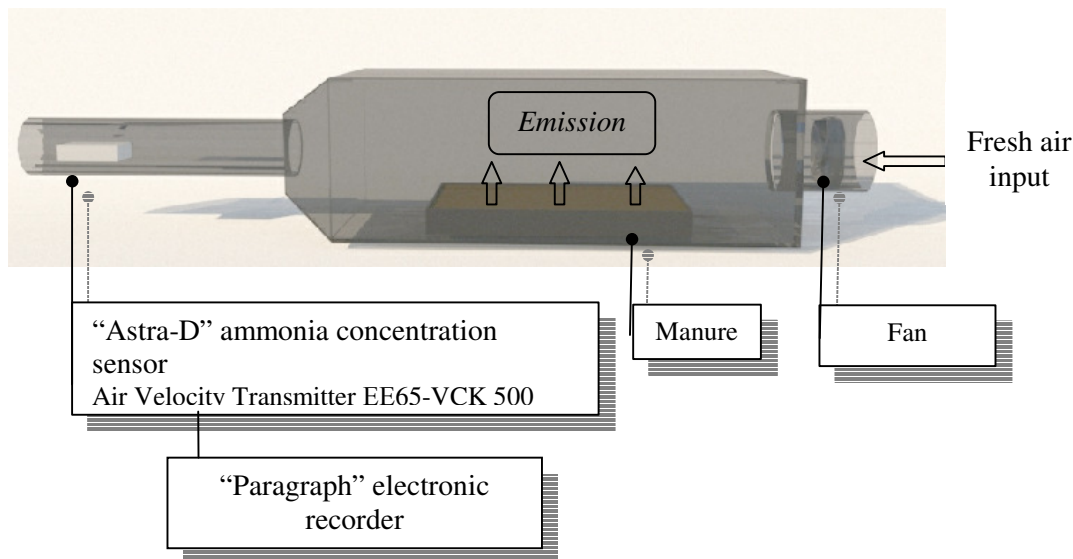 Emission
Fresh air
input
“Astra-D” ammonia concentration
sensor
Air Velocity Transmitter EE65-VCK 500
Manure
Fan
“Paragraph” electronic
recorder